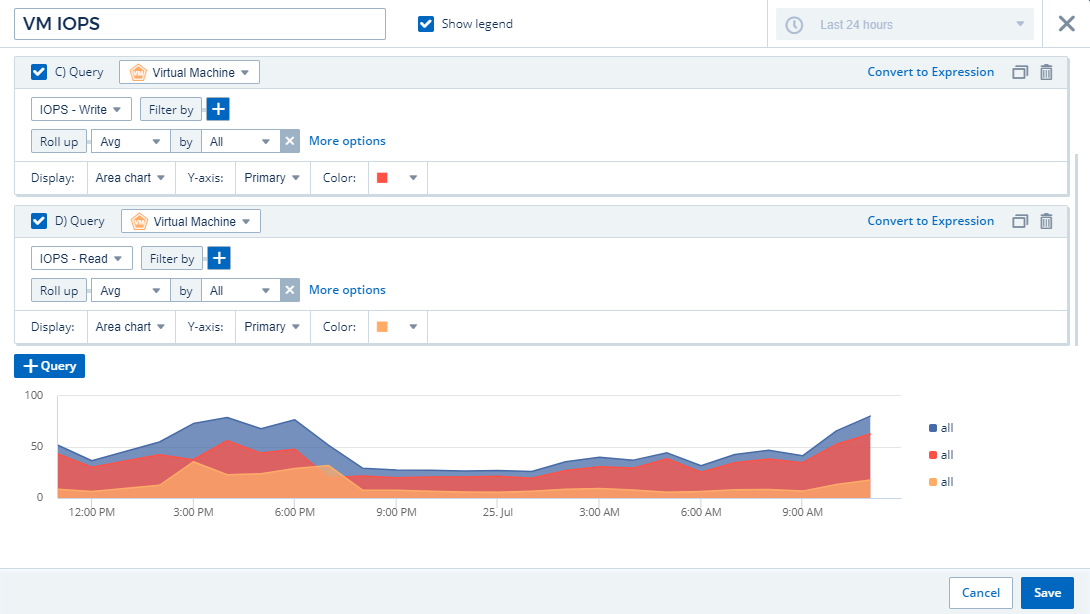 VM IOPS
Show legend
Last 24 hours
C) Query VM Virtual Machine Convert to Expression
IOPS - Write Filter by
Roll up Avg by All More options
Display: Area chart Y-axis: Primary Color:
D) Query VM Virtual Machine Convert to Expression
IOPS - Read Filter by
Roll up Avg by All More options
Display: Area chart Y-axis: Primary Color:
Query
100
50
0
12:00 PM 3:00 PM 6:00 PM 9:00 PM 25. Jul 3:00 AM 6:00 AM 9:00 AM
all
all
all
Cancel Save